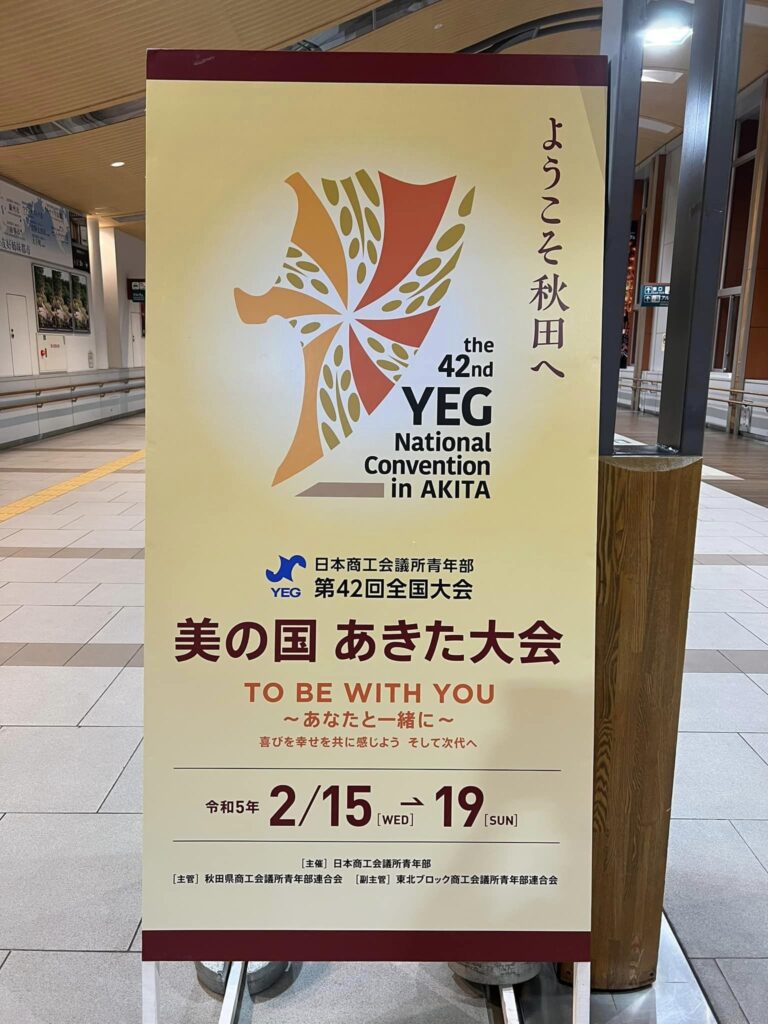 ようこそ秋田へ
the
42nd
YEG
National
Convention
in AKITA
YEG
日本商工会議所青年部
第42回全国大会
美の国 あきた大会
TO BE WITH YOU
〜あなたと一緒に〜
喜びを幸せを共に感じよう そして次代へ
令和5年 2/15[WED]→19[SUN]
[主催] 日本商工会議所青年部
[主管] 秋田県商工会議所青年部連合会 [副主管] 東北ブロック商工会議所青年部連合会